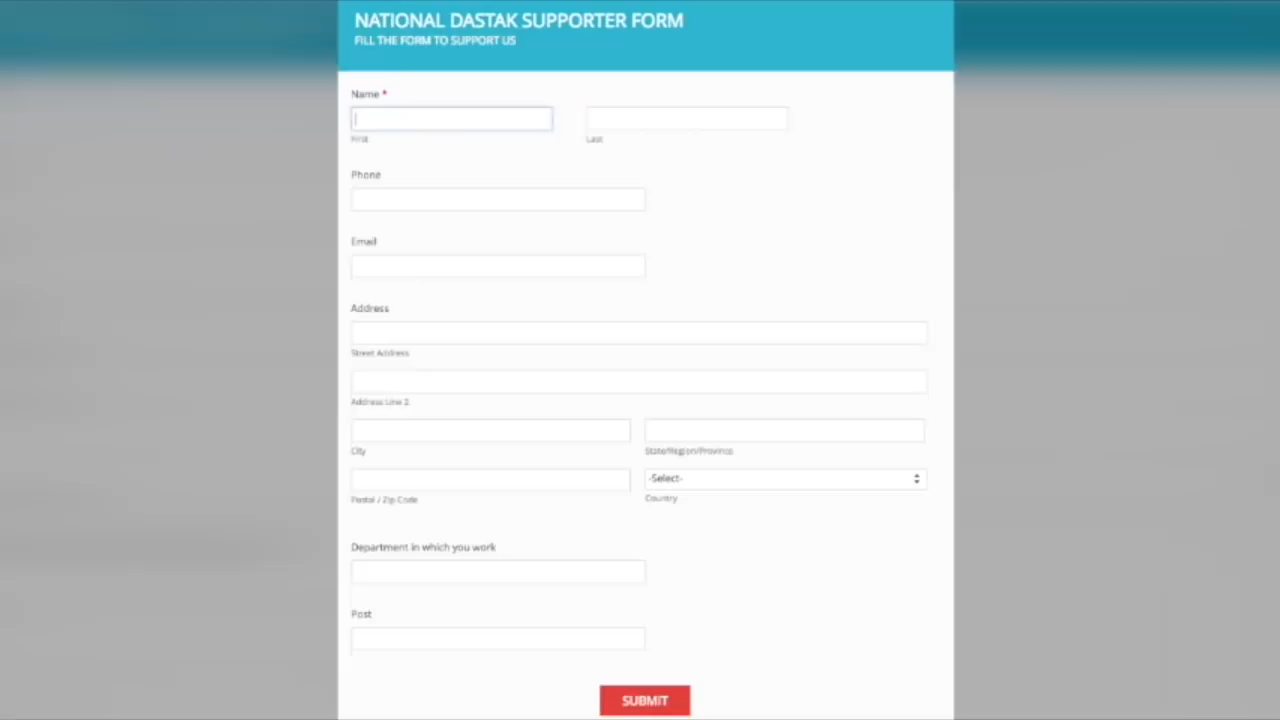 NATIONAL DASTAK SUPPORTER FORM
FILL THE FORM TO SUPPORT US
Name *
First Last
Phone
Email
Address
Street Address
Address Line 2
City State/Region/Province
-Select-
Postal / Zip Code Country
Department in which you work
Post
SUBMIT